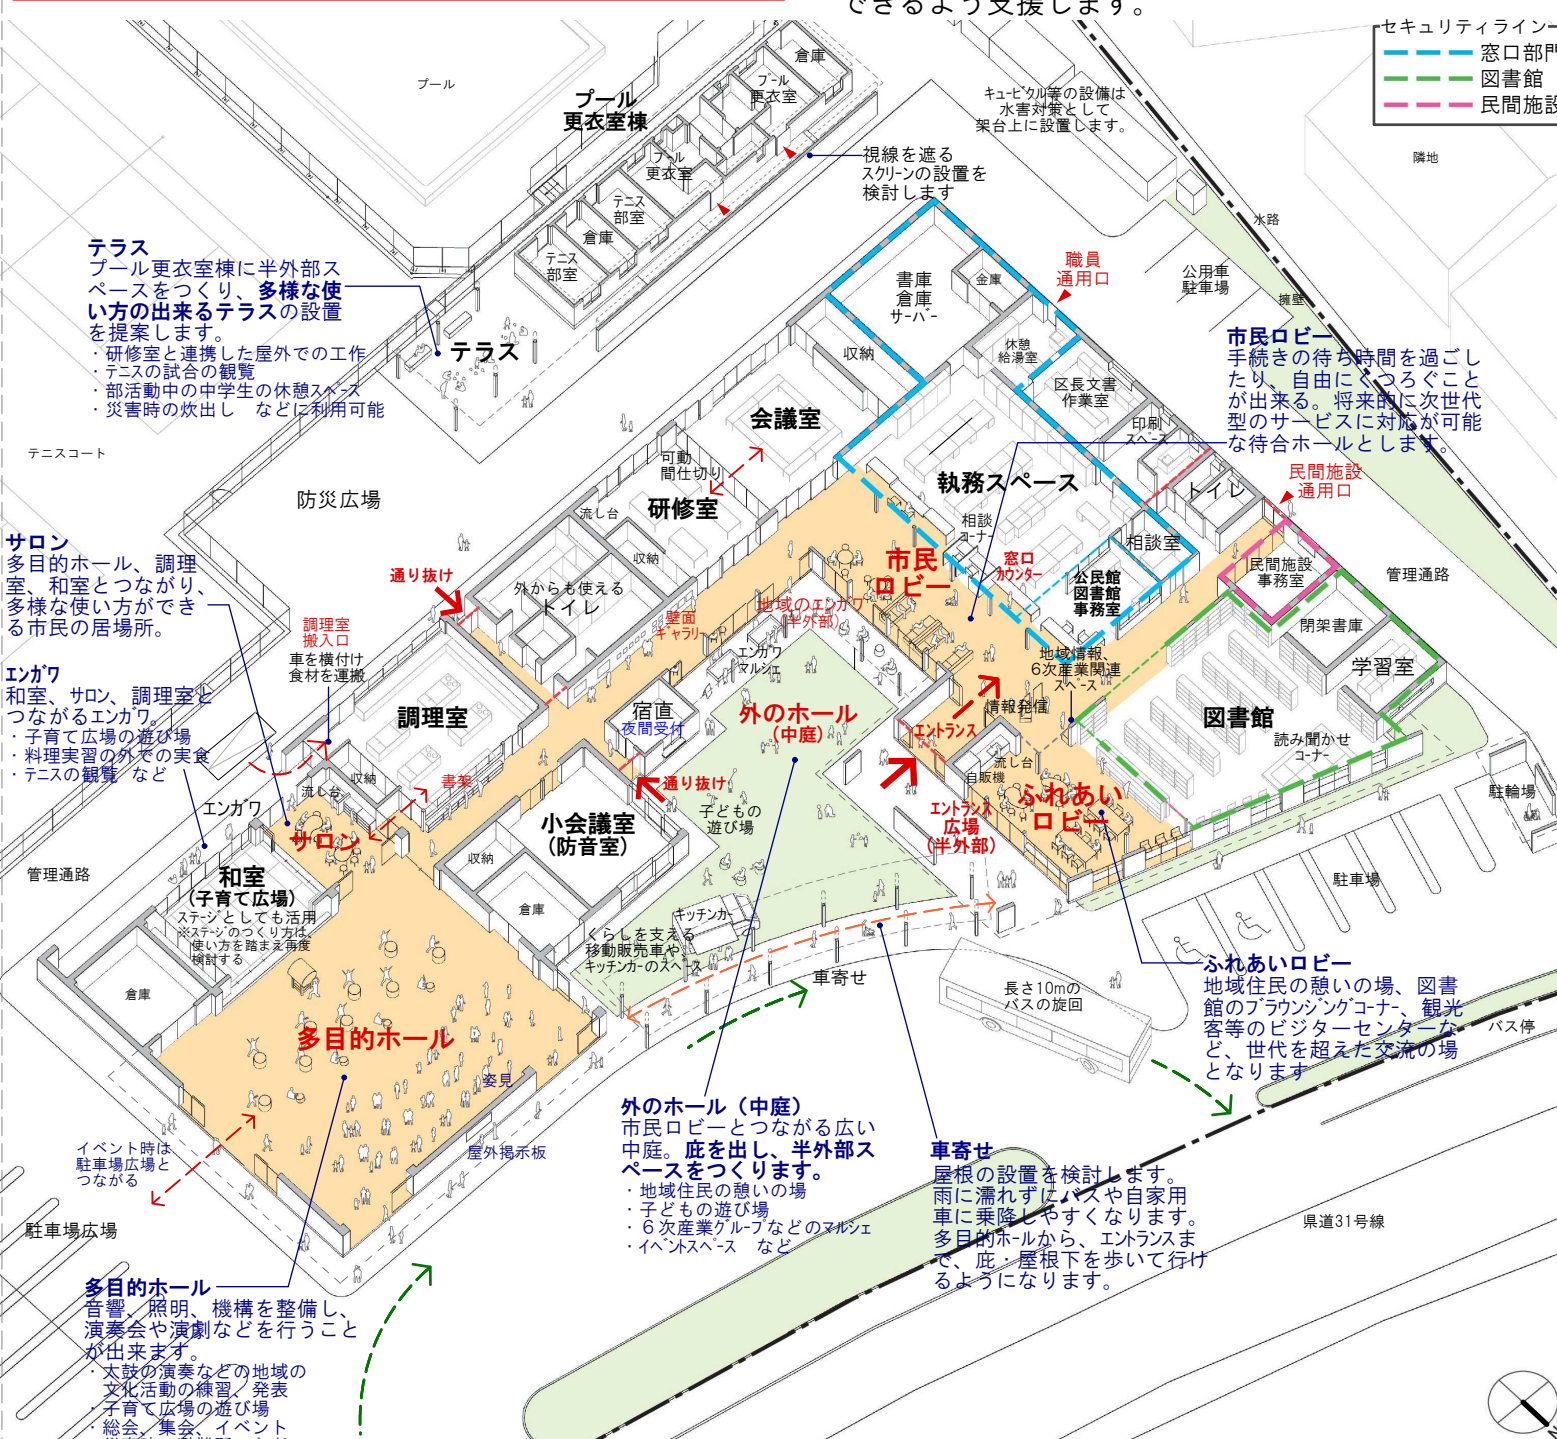 できるよう支援します。
セキュリティライン
窓口部門
図書館
民間施設
プール
プール
更衣室棟
倉庫
プール
更衣室
プール
更衣室
テニス
部室
倉庫
テニス
部室
キュービクル等の設備は
水害対策として
架台上に設置します。
視線を遮る
スクリーンの設置を
検討します
隣地
水路
擁壁
公用車
駐車場
職員
通用口
テラス
プール更衣室棟に半外部ス
ペースをつくり、多様な使
い方の出来るテラスの設置
を提案します。
・研修室と連携した屋外での工作
・テニスの試合の観覧
・部活動中の中学生の休憩スペース
・災害時の炊出し などに利用可能
テラス
テニスコート
防災広場
書庫
倉庫
サーバー
金庫
収納
休憩
給湯室
区長文書
作業室
印刷
スペース
トイレ
市民ロビー
手続きの待ち時間を過ごし
たり、自由にくつろぐこと
が出来る。将来的に次世代
型のサービスに対応が可能
な待合ホールとします。
民間施設
通用口
会議室
可動
間仕切り
研修室
流し台
収納
執務スペース
相談
コーナー
窓口
カウンター
相談室
公民館
図書館
事務室
市民
ロビー
民間施設
事務室
管理通路
閉架書庫
学習室
図書館
読み聞かせ
コーナー
サロン
多目的ホール、調理
室、和室とつながり、
多様な使い方ができ
る市民の居場所。
通り抜け
外からも使える
トイレ
壁面
ギャラリー
地域のエンガワ
(半外部)
エンガワ
マルシェ
地域情報、
6次産業関連
スペース
情報発信
調理室
搬入口
車を横付け
食材を運搬
エンガワ
和室、サロン、調理室と
つながるエンガワ。
・子育て広場の遊び場
・料理実習の外での実食
・テニスの観覧 など
調理室
宿直
夜間受付
外のホール
(中庭)
エントランス
流し台
自販機
ふれあい
ロビー
駐輪場
収納
流し台
書架
通り抜け
エンガワ
サロン
小会議室
(防音室)
子どもの
遊び場
エントランス
広場
(半外部)
収納
倉庫
管理通路
和室
(子育て広場)
ステージとしても活用
※ステージのつくり方は、
使い方を踏まえ再度
検討する
キッチンカー
くらしを支える
移動販売車や
キッチンカーのスペース
駐車場
車寄せ
倉庫
長さ10mの
バスの旋回
ふれあいロビー
地域住民の憩いの場、図書
館のブラウンジングコーナー、観光
客等のビジターセンターな
ど、世代を超えた交流の場
となります
バス停
多目的ホール
姿見
屋外掲示板
イベント時は
駐車場広場と
つながる
駐車場広場
外のホール(中庭)
市民ロビーとつながる広い
中庭。庇を出し、半外部ス
ペースをつくります。
・地域住民の憩いの場
・子どもの遊び場
・6次産業グループなどのマルシェ
・イベントスペース など
車寄せ
屋根の設置を検討します。
雨に濡れずにバスや自家用
車に乗降しやすくなります。
多目的ホールから、エントランスま
で、庇・屋根下を歩いて行け
るようになります。
県道31号線
多目的ホール
音響、照明、機構を整備し、
演奏会や演劇などを行うこと
が出来ます。
・太鼓の演奏などの地域の
文化活動の練習、発表
・子育て広場の遊び場
・総会、集会、イベント